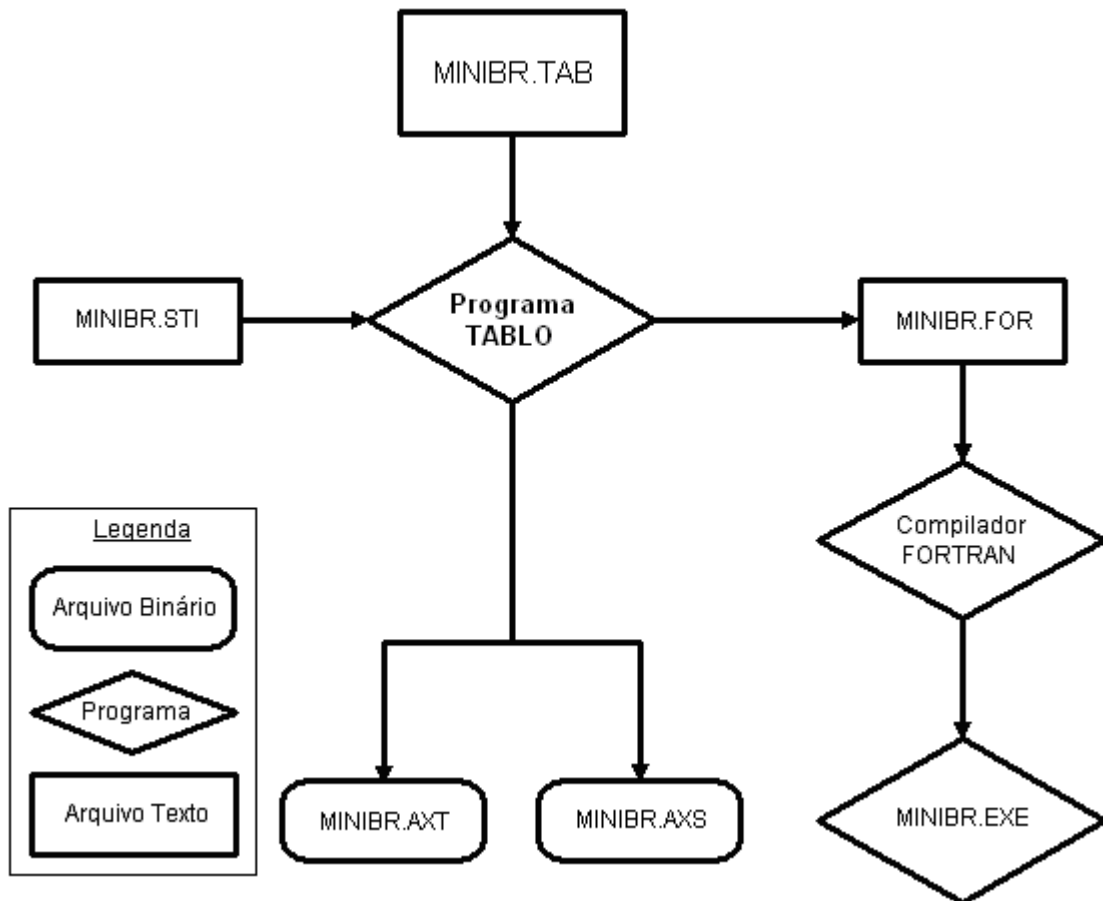 MINIBR.TAB
MINIBR.STI
Programa
TABLO
MINIBR.FOR
Compilador
FORTRAN
Legenda
Arquivo Binário
Programa
Arquivo Texto
MINIBR.AXT
MINIBR.AXS
MINIBR.EXE